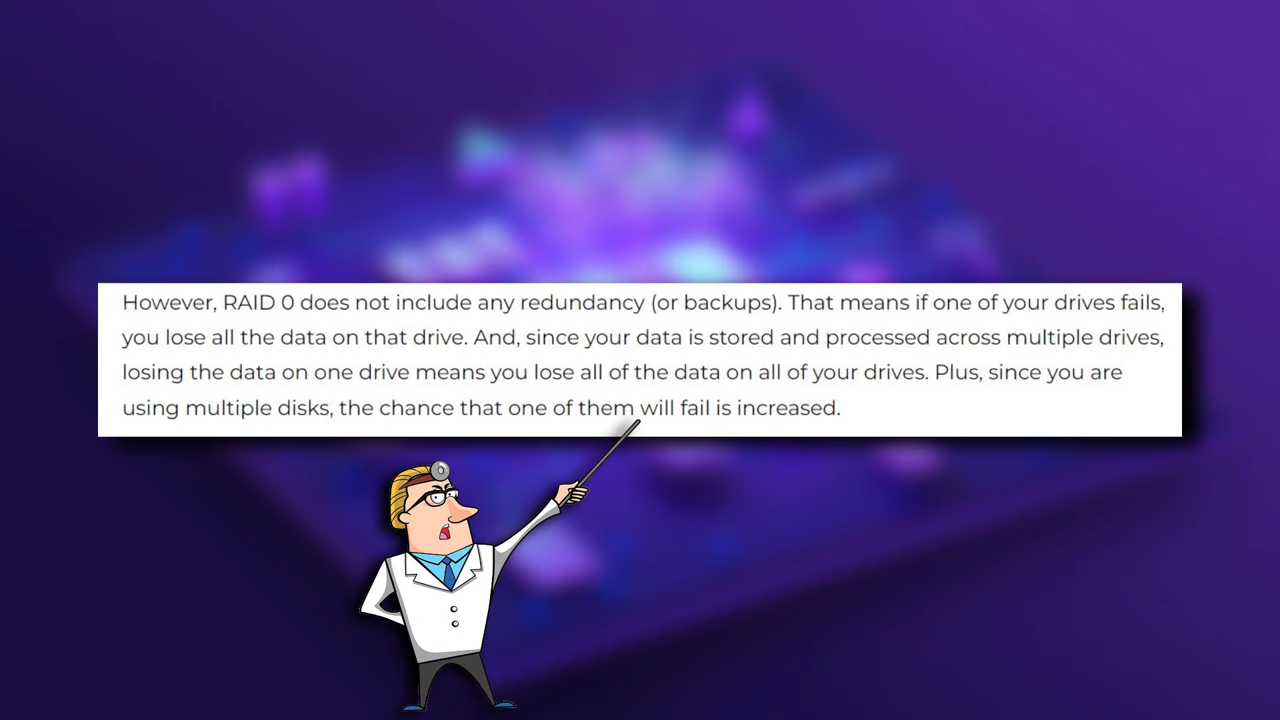 However, RAID 0 does not include any redundancy (or backups). That means if one of your drives fails,
you lose all the data on that drive. And, since your data is stored and processed across multiple drives,
losing the data on one drive means you lose all of the data on all of your drives. Plus, since you are
using multiple disks, the chance that one of them will fail is increased.